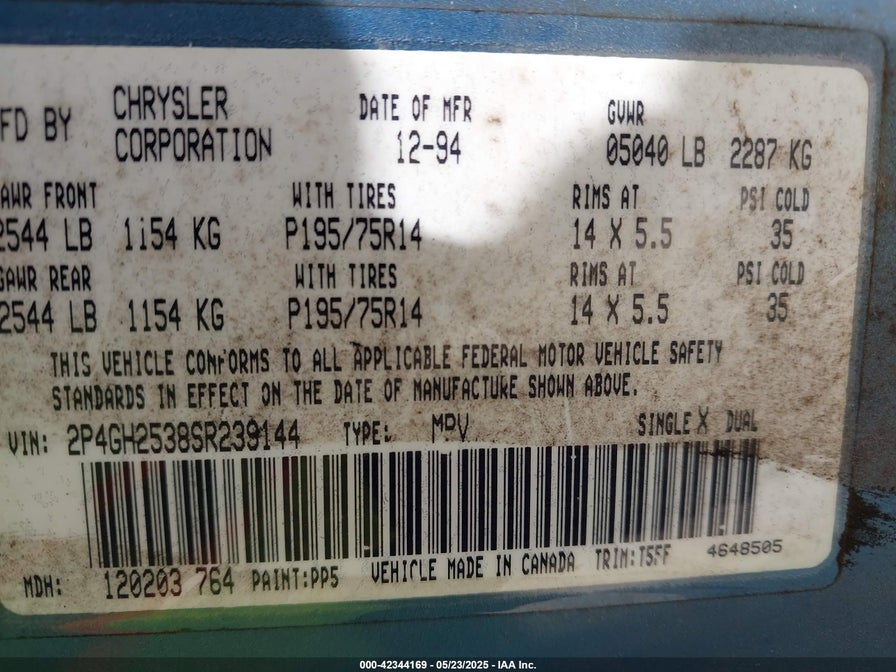 FD BY CHRYSLER CORPORATION DATE OF MFR 12-94 GVWR 05040 LB 2287 KG
AWR FRONT WITH TIRES RIMS AT PSI COLD
2544 LB 1154 KG P195/75R14 14 X 5.5 35
GAWR REAR WITH TIRES RIMS AT PSI COLD
2544 LB 1154 KG P195/75R14 14 X 5.5 35
THIS VEHICLE CONFORMS TO ALL APPLICABLE FEDERAL MOTOR VEHICLE SAFETY
STANDARDS IN EFFECT ON THE DATE OF MANUFACTURE SHOWN ABOVE.
VIN: 2P4GH2538SR239144 TYPE: MPV SINGLE X DUAL
MDH: 120203 764 PAINT:PP5 VEHICLE MADE IN CANADA TRIM:T5FF 4648505
000-42344169 - 05/23/2025 - IAA Inc.